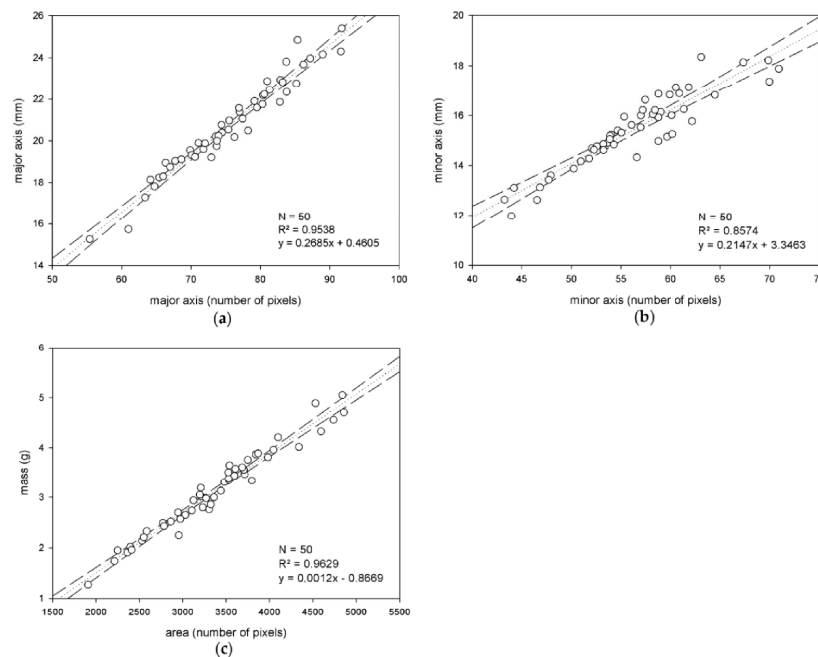 26
24
22
20
18
16
14
major axis (mm)
N = 50
R² = 0.9538
y = 0.2685x + 0.4605
50 60 70 80 90 100
major axis (number of pixels)
(a)
20
18
16
14
12
10
minor axis (mm)
N = 50
R² = 0.8574
y = 0.2147x + 3.3463
40 45 50 55 60 65 70 75
minor axis (number of pixels)
(b)
6
5
4
3
2
1
mass (g)
N = 50
R² = 0.9629
y = 0.0012x - 0.8669
1500 2000 2500 3000 3500 4000 4500 5000 5500
area (number of pixels)
(c)